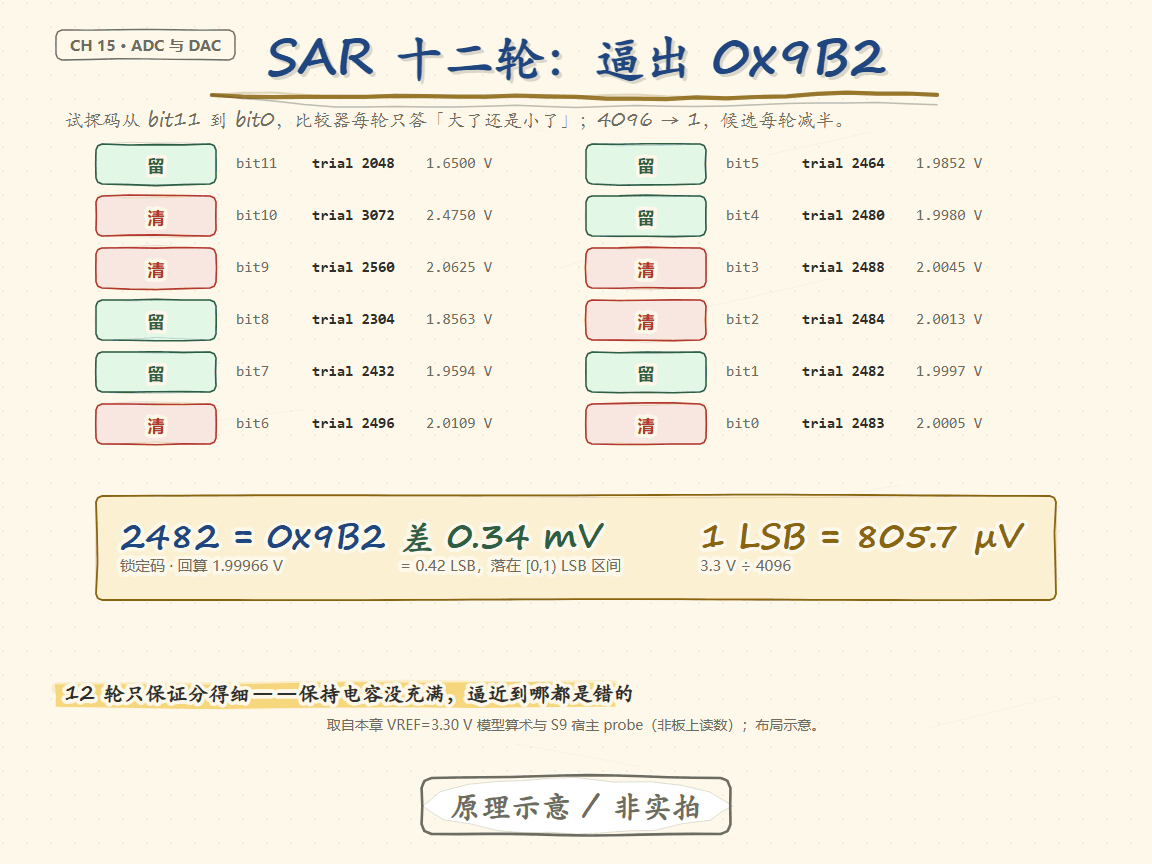 CH 15 • ADC 与 DAC
SAR 十二轮：逼出 0x9B2
试探码从 bit11 到 bit0，比较器每轮只答「大了还是小了」；4096 → 1，候选每轮减半。
留 bit11 trial 2048 1.6500 V
清 bit10 trial 3072 2.4750 V
清 bit9 trial 2560 2.0625 V
留 bit8 trial 2304 1.8563 V
留 bit7 trial 2432 1.9594 V
清 bit6 trial 2496 2.0109 V
留 bit5 trial 2464 1.9852 V
留 bit4 trial 2480 1.9980 V
清 bit3 trial 2488 2.0045 V
清 bit2 trial 2484 2.0013 V
留 bit1 trial 2482 1.9997 V
清 bit0 trial 2483 2.0005 V
2482 = 0x9B2
锁定码 · 回算 1.99966 V
差 0.34 mV
= 0.42 LSB，落在 [0,1) LSB 区间
1 LSB = 805.7 μV
3.3 V ÷ 4096
12 轮只保证分得细——保持电容没充满，逼近到哪都是错的
取自本章 VREF=3.30 V 模型算术与 S9 宿主 probe（非板上读数）；布局示意。
原理示意 / 非实拍